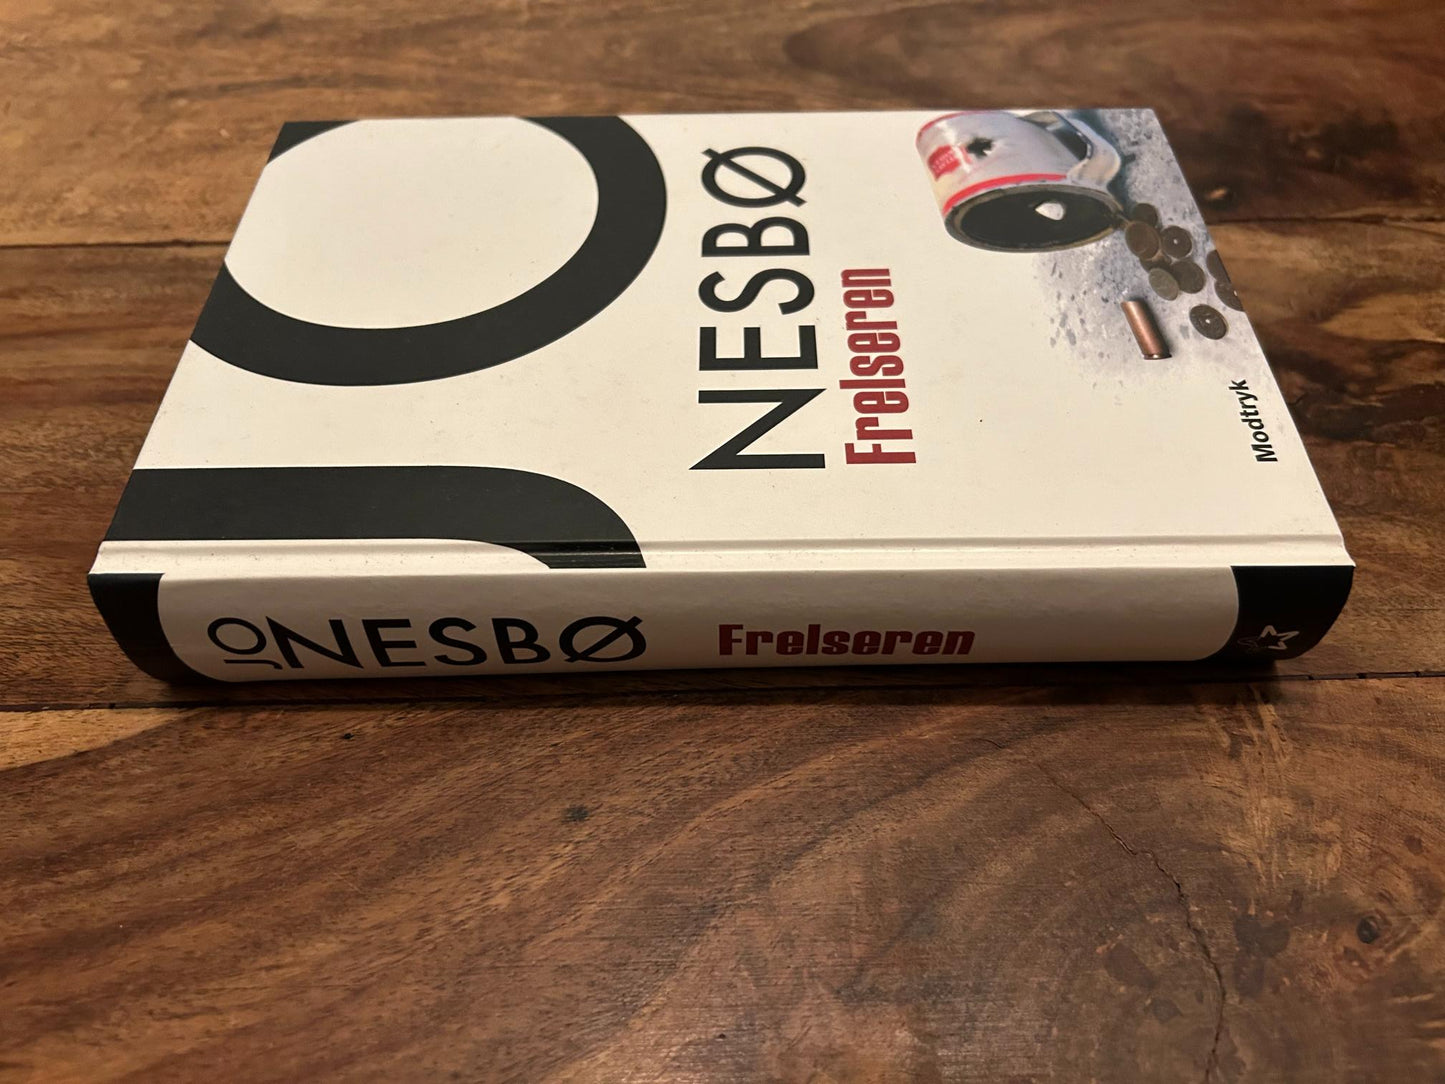 JO
NESBØ
Frelseren
Modtryk
JO NESBØ Frelseren